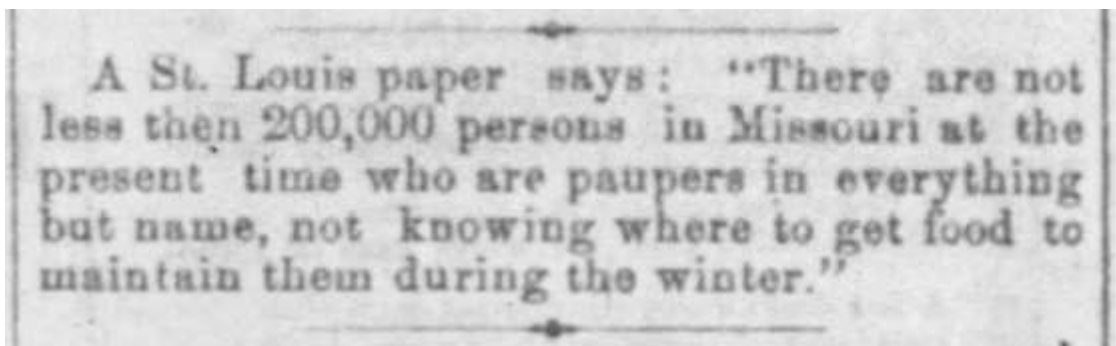 A St. Louis paper says: "There are not
less then 200,000 persons in Missouri at the
present time who are paupers in everything
but name, not knowing where to get food to
maintain them during the winter."